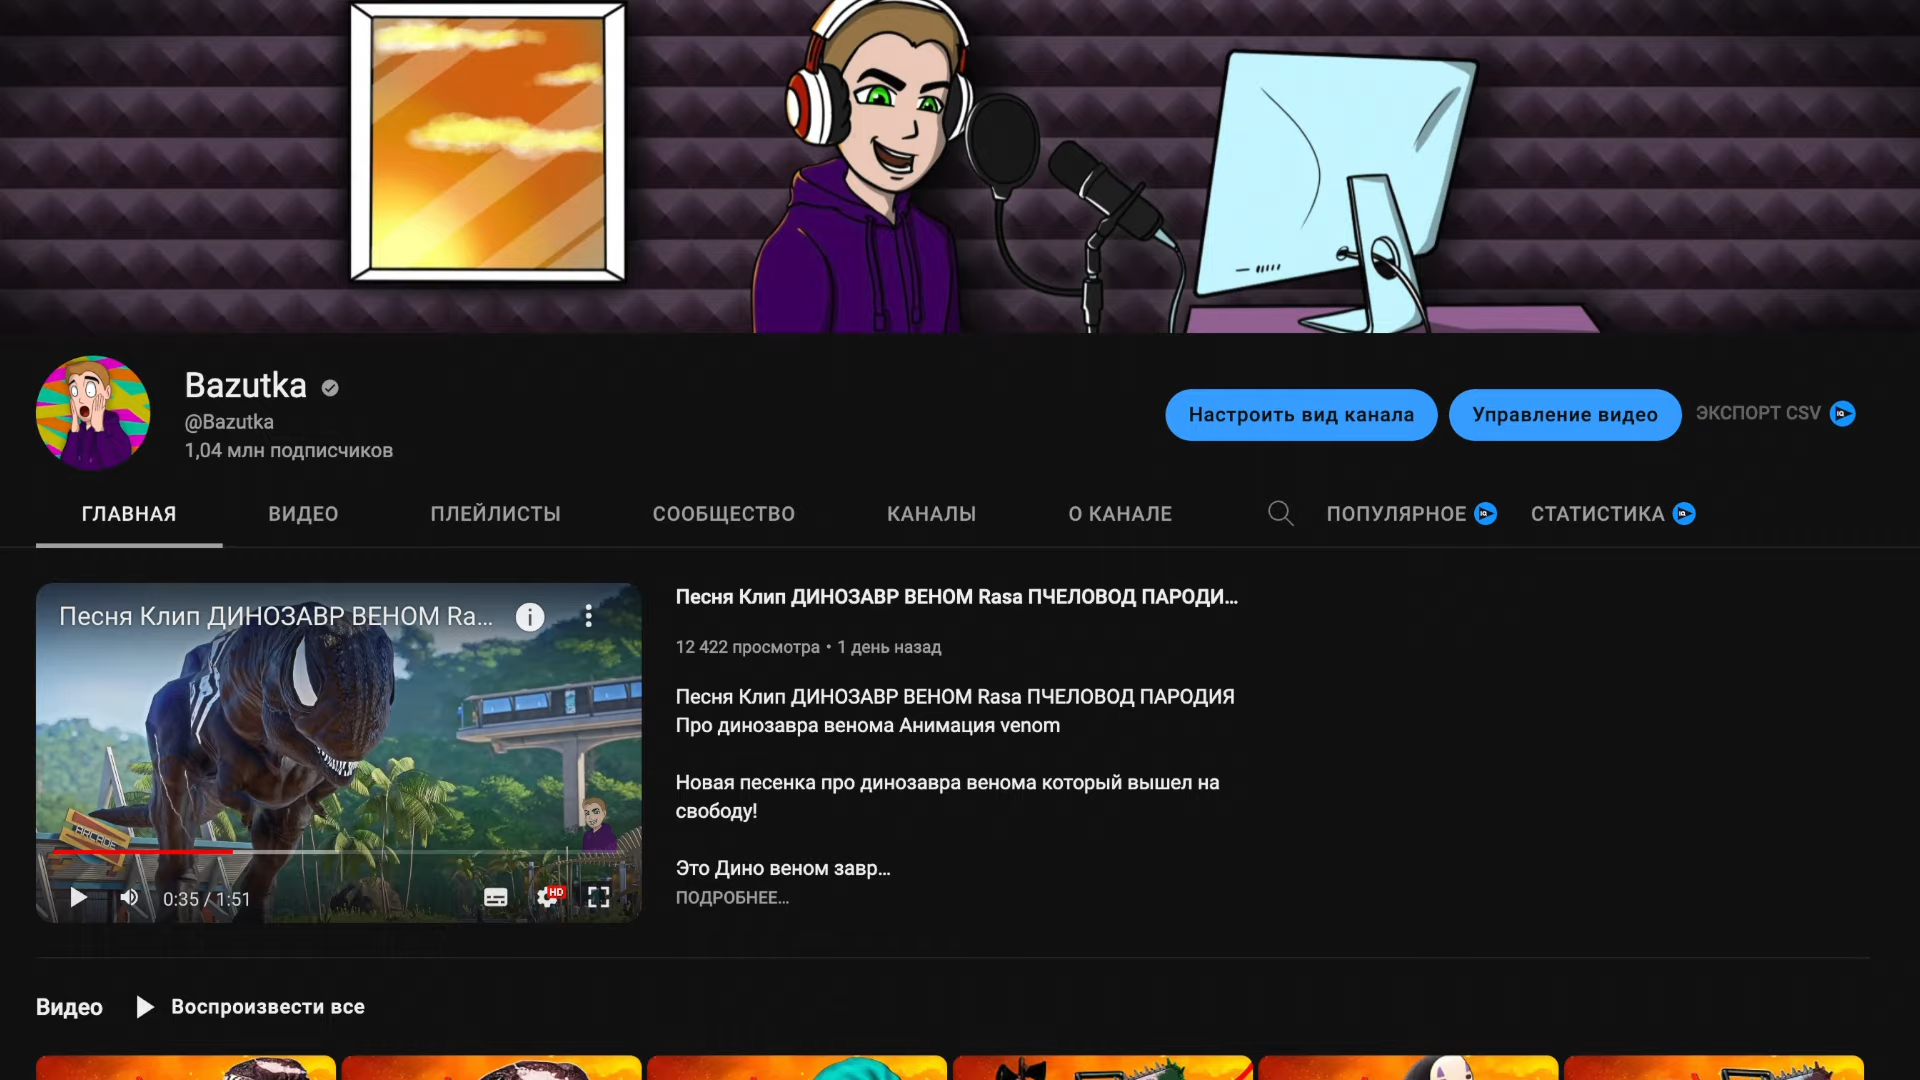 Bazutka
@Bazutka
1,04 млн подписчиков
Настроить вид канала
Управление видео
ЭКСПОРТ CSV
ГЛАВНАЯ
ВИДЕО
ПЛЕЙЛИСТЫ
СООБЩЕСТВО
КАНАЛЫ
О КАНАЛЕ
ПОПУЛЯРНОЕ
СТАТИСТИКА
Песня Клип ДИНОЗАВР ВЕНОМ Ra...
ARCADE
0:35 / 1:51
HD
Песня Клип ДИНОЗАВР ВЕНОМ Rasa ПЧЕЛОВОД ПАРОДИ...
12 422 просмотра • 1 день назад
Песня Клип ДИНОЗАВР ВЕНОМ Rasa ПЧЕЛОВОД ПАРОДИЯ
Про динозавра венома Анимация venom
Новая песенка про динозавра венома который вышел на
свободу!
Это Дино веном завр...
ПОДРОБНЕЕ...
Видео
Воспроизвести все